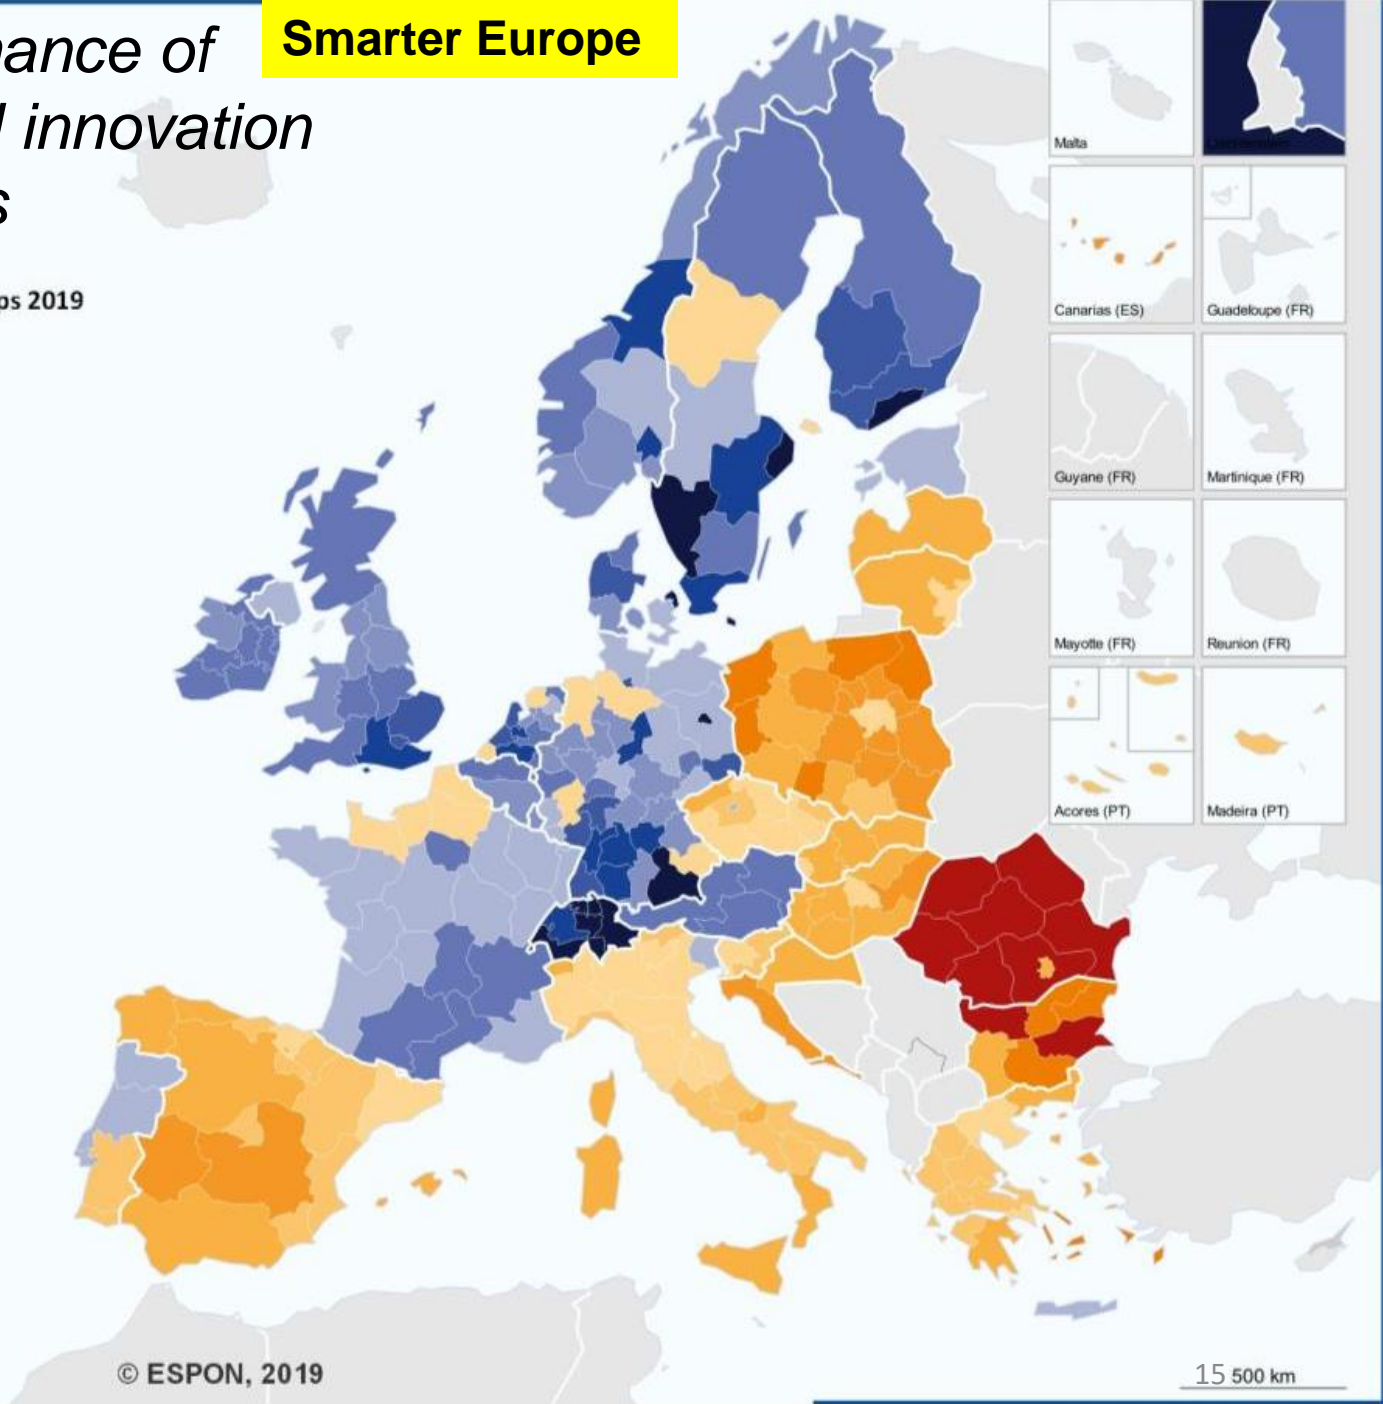 ance of
Smarter Europe
innovation
s
ps 2019
Malta
Canarias (ES)
Guadeloupe (FR)
Guyane (FR)
Martinique (FR)
Mayotte (FR)
Reunion (FR)
Acores (PT)
Madeira (PT)
© ESPON, 2019
15
500 km